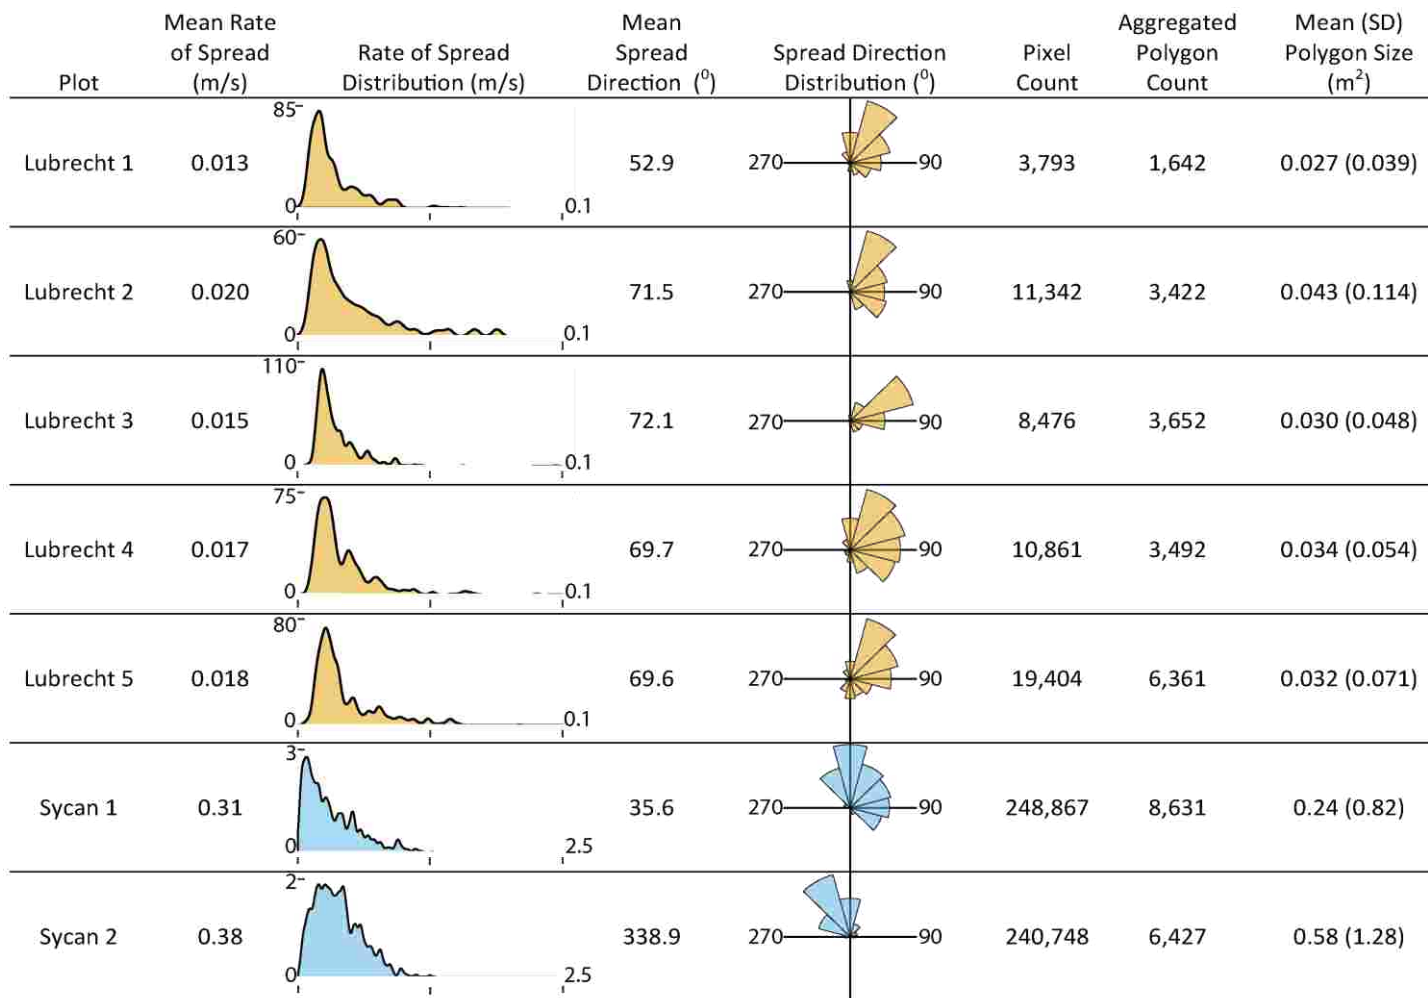 Mean Rate Mean Aggregated Mean (SD)
of Spread Rate of Spread Spread Spread Direction Pixel Polygon Polygon Size
Plot (m/s) Distribution (m/s) Direction (⁰) Distribution (⁰) Count Count (m²)
85
Lubrecht 1 0.013 52.9 270 90 3,793 1,642 0.027 (0.039)
0 0.1
60
Lubrecht 2 0.020 71.5 270 90 11,342 3,422 0.043 (0.114)
0 0.1
110
Lubrecht 3 0.015 72.1 270 90 8,476 3,652 0.030 (0.048)
0 0.1
75
Lubrecht 4 0.017 69.7 270 90 10,861 3,492 0.034 (0.054)
0 0.1
80
Lubrecht 5 0.018 69.6 270 90 19,404 6,361 0.032 (0.071)
0 0.1
3
Sycan 1 0.31 35.6 270 90 248,867 8,631 0.24 (0.82)
0 2.5
2
Sycan 2 0.38 338.9 270 90 240,748 6,427 0.58 (1.28)
0 2.5